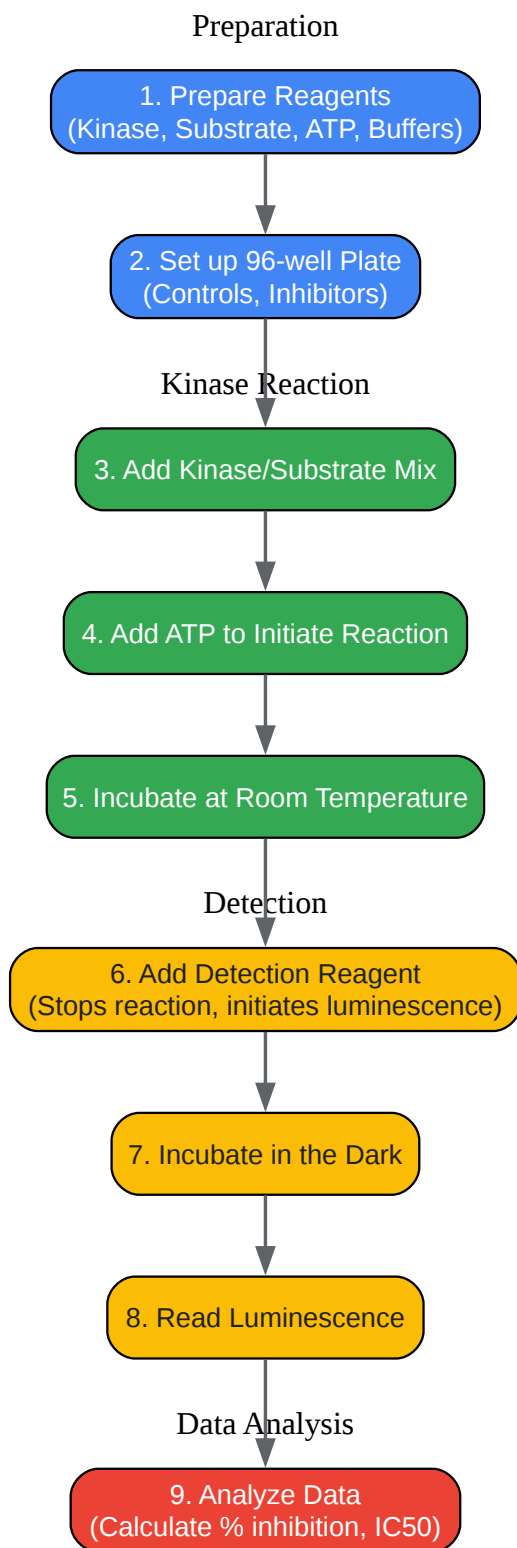 Preparation
1. Prepare Reagents
(Kinase, Substrate, ATP, Buffers)
2. Set up 96-well Plate
(Controls, Inhibitors)
Kinase Reaction
3. Add Kinase/Substrate Mix
4. Add ATP to Initiate Reaction
5. Incubate at Room Temperature
Detection
6. Add Detection Reagent
(Stops reaction, initiates luminescence)
7. Incubate in the Dark
8. Read Luminescence
Data Analysis
9. Analyze Data
(Calculate % inhibition, IC50)